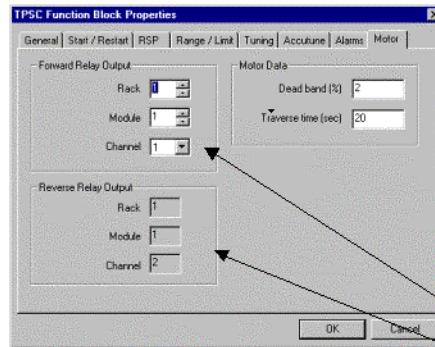 TPSC Function Block Properties
General Start / Restart RSP Range / Limit Tuning Accutune Alarms Motor
Forward Relay Output
Rack 1
Module 1
Channel 1
Motor Data
Dead band (%) 2
Traverse time (sec) 20
Reverse Relay Output
Rack 1
Module 1
Channel 2
OK Cancel